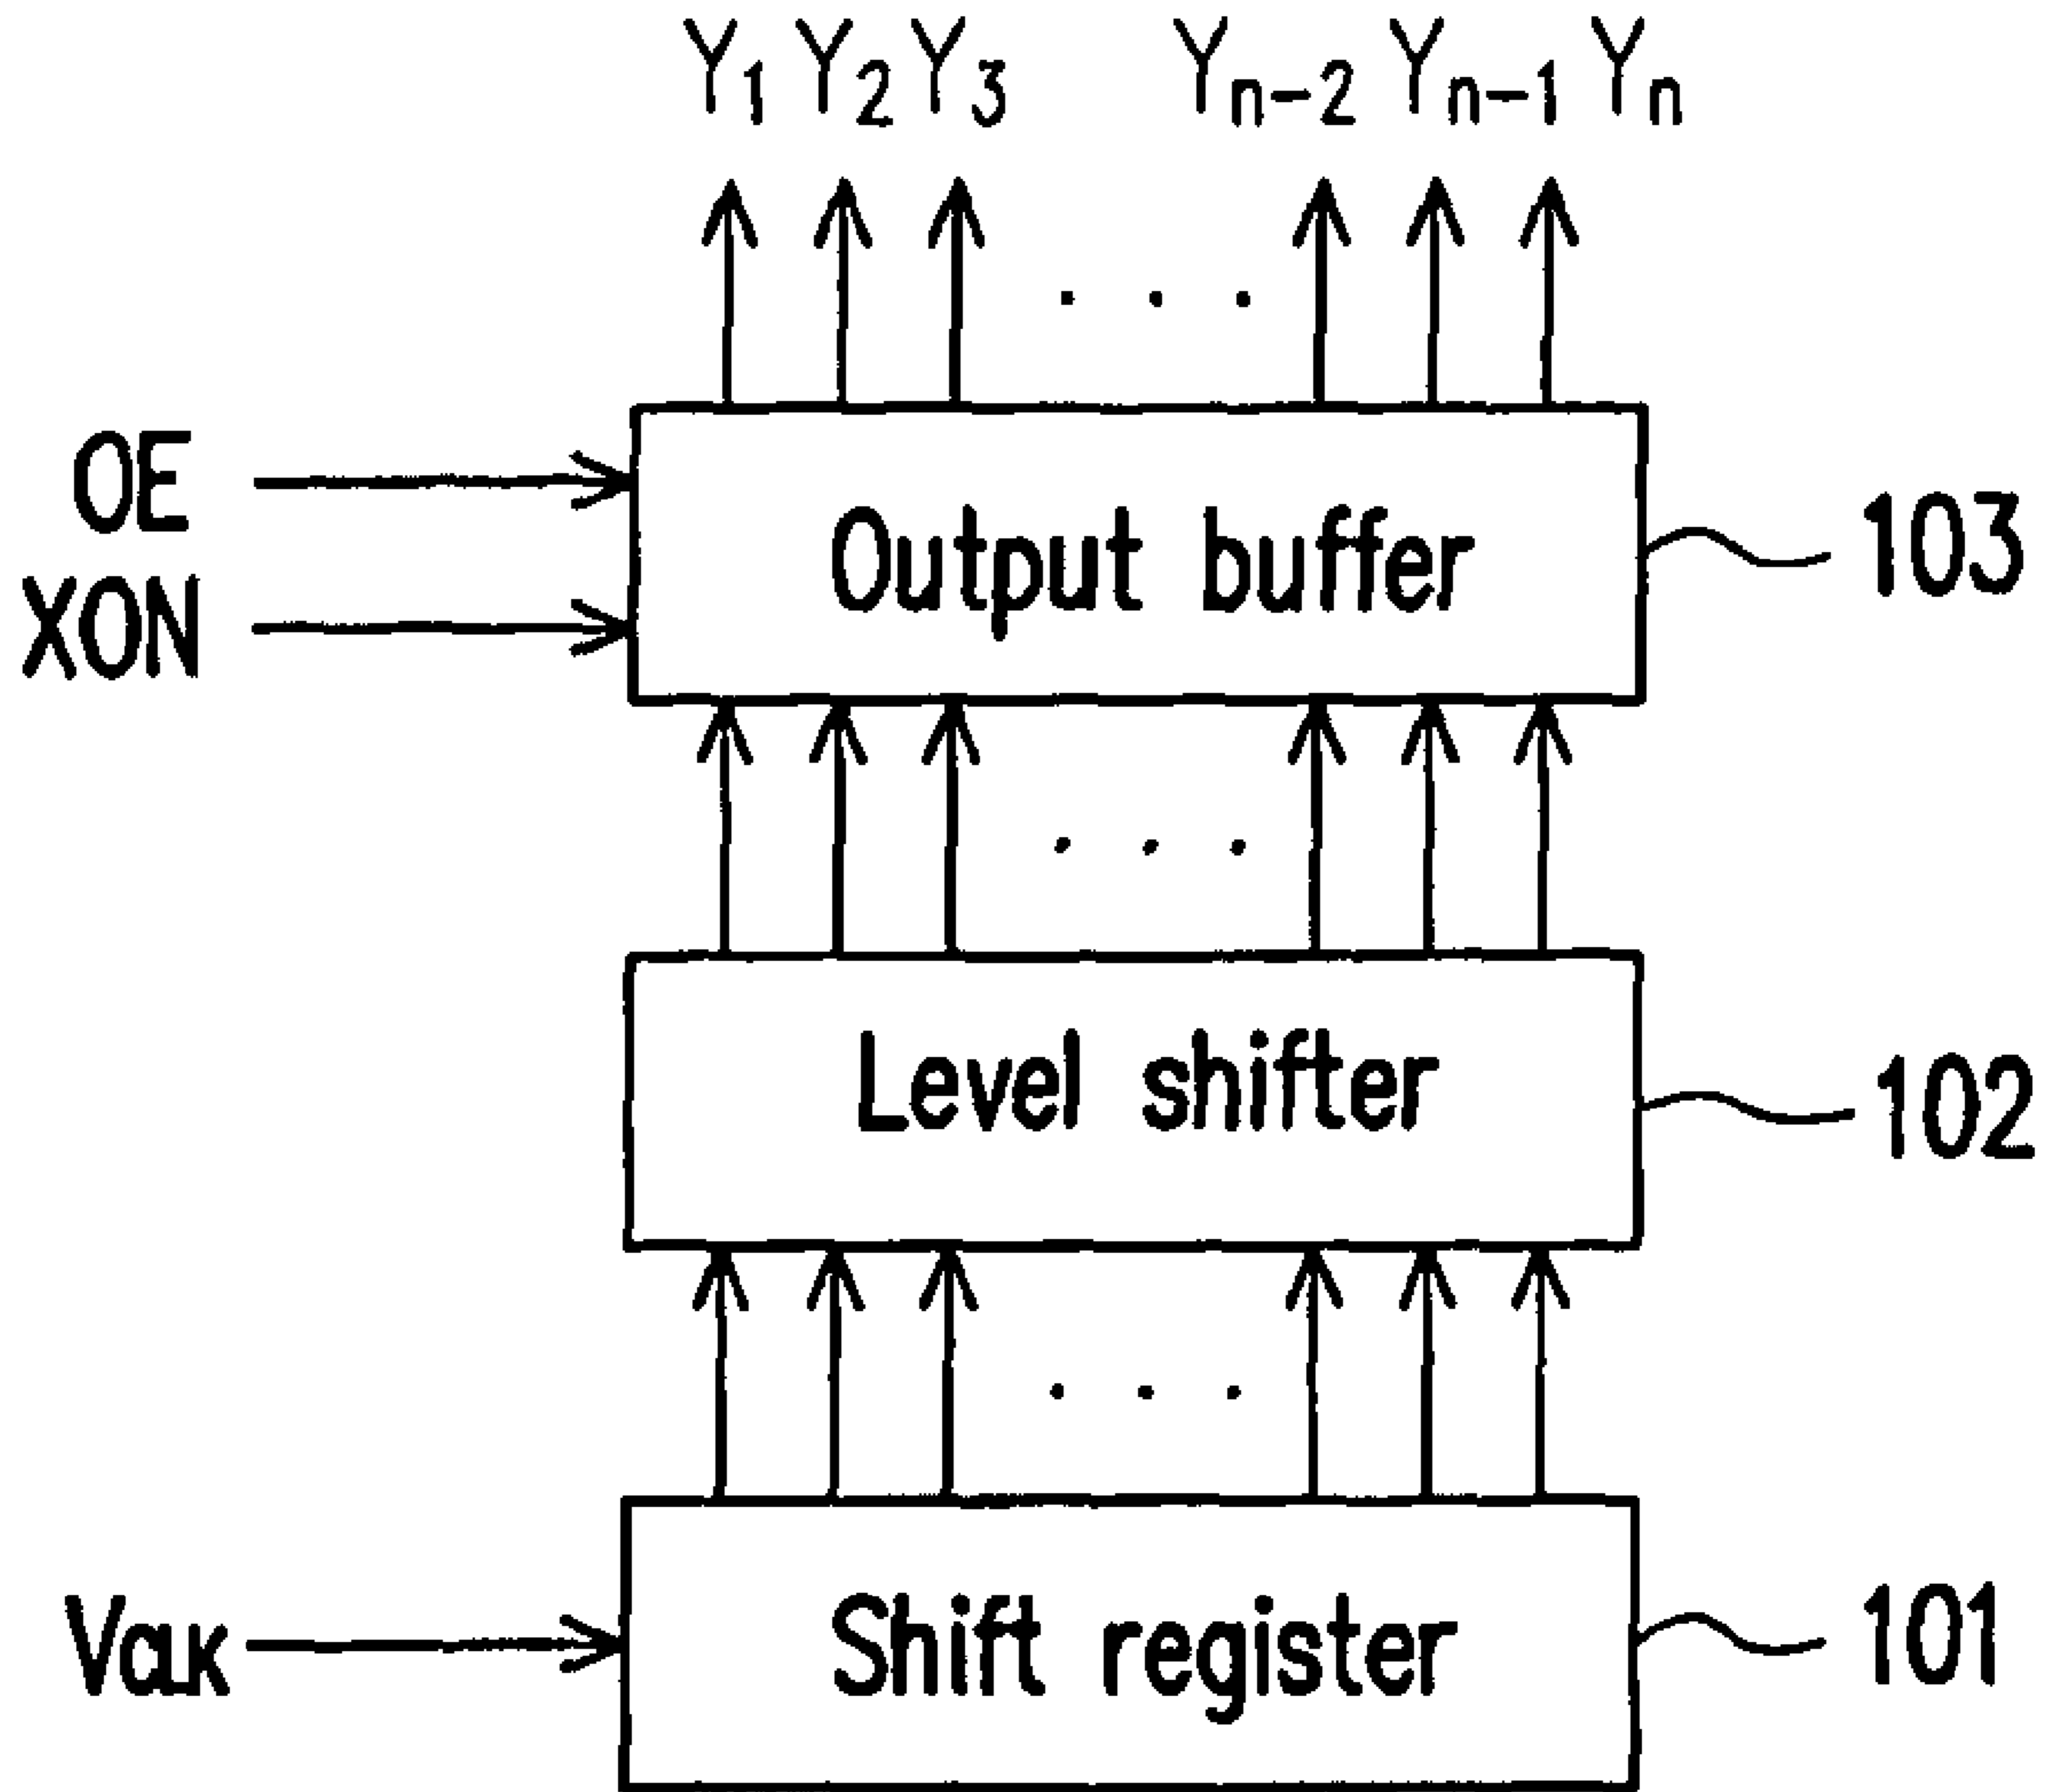 Y1 Y2 Y3 Yn-2 Yn-1 Yn
OE
Output buffer
103
XON
Level shifter
102
Shift register
101